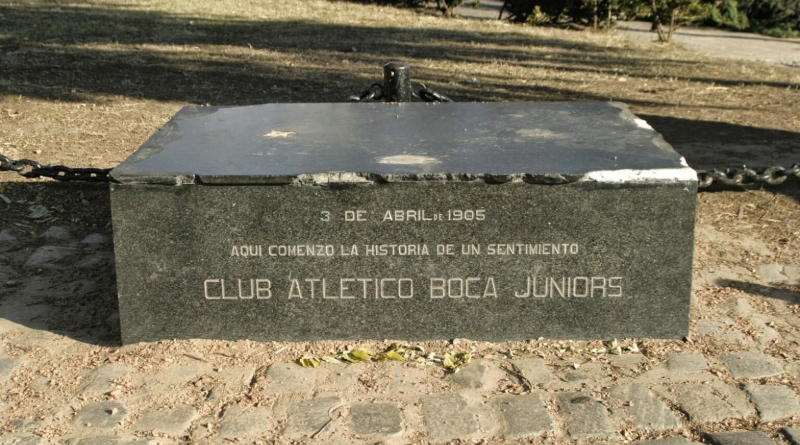 3 DE ABRIL DE 1905
AQUI COMENZO LA HISTORIA DE UN SENTIMIENTO
CLUB ATLETICO BOCA JUNIORS